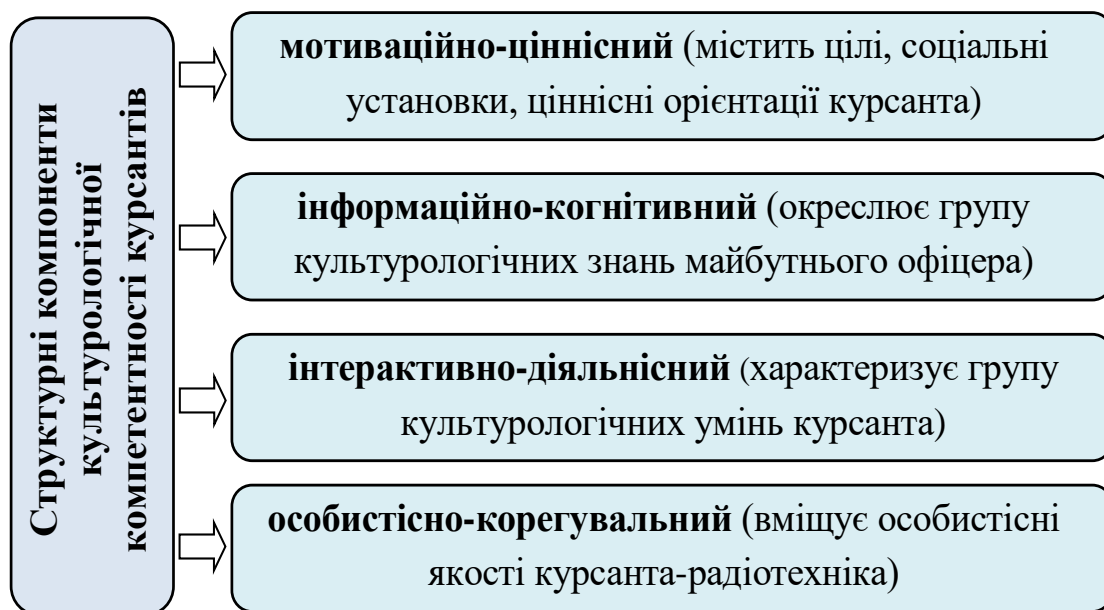 Структурні компоненти
культурологічної
компетентності курсантів
мотиваційно-ціннісний (містить цілі, соціальні
установки, ціннісні орієнтації курсанта)
інформаційно-когнітивний (окреслює групу
культурологічних знань майбутнього офіцера)
інтерактивно-діяльнісний (характеризує групу
культурологічних умінь курсанта)
особистісно-корегувальний (вміщує особистісні
якості курсанта-радіотехніка)